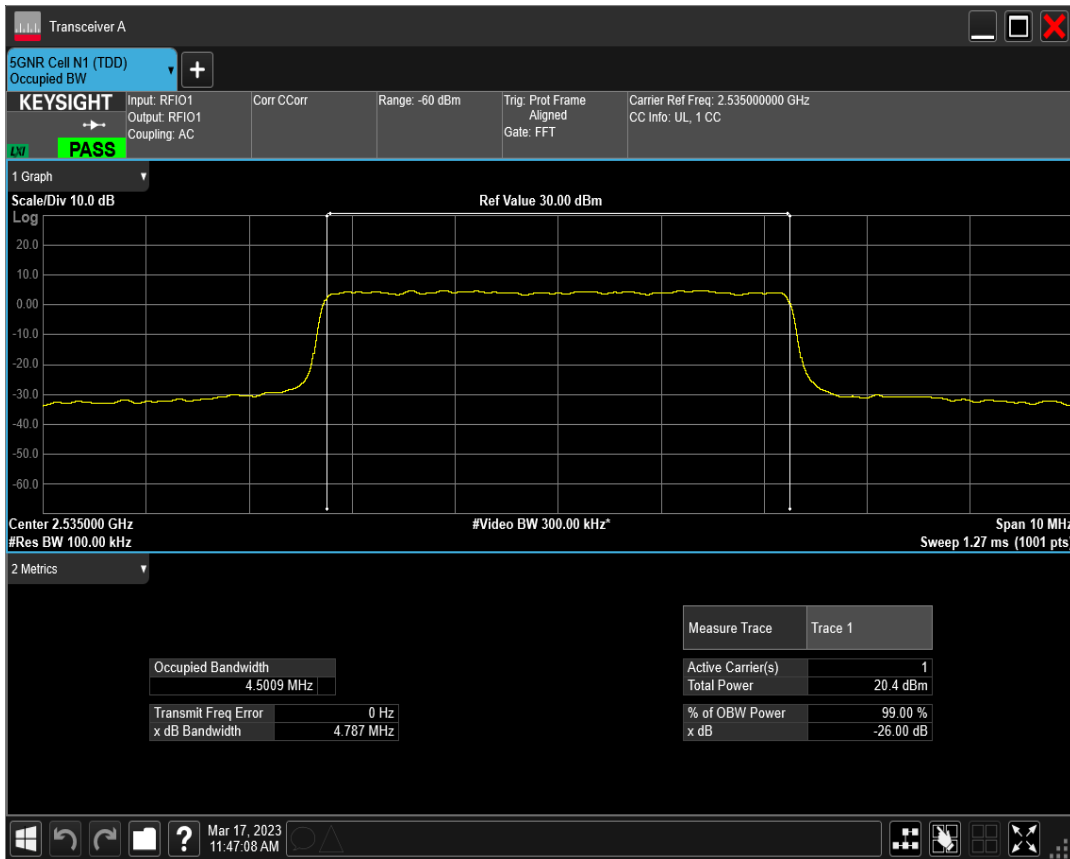 Transceiver A
5GNR Cell N1 (TDD)
Occupied BW
+
KEYSIGHT
LXI
PASS
Input: RFIO1
Output: RFIO1
Coupling: AC
Corr CCorr
Range: -60 dBm
Trig: Prot Frame
Aligned
Gate: FFT
Carrier Ref Freq: 2.535000000 GHz
CC Info: UL, 1 CC
1 Graph
Scale/Div 10.0 dB
Ref Value 30.00 dBm
Log
20.0
10.0
0.00
-10.0
-20.0
-30.0
-40.0
-50.0
-60.0
Center 2.535000 GHz
#Video BW 300.00 kHz*
Span 10 MHz
#Res BW 100.00 kHz
Sweep 1.27 ms (1001 pts)
2 Metrics
Measure Trace Trace 1
Occupied Bandwidth
4.5009 MHz
Active Carrier(s) 1
Total Power 20.4 dBm
Transmit Freq Error 0 Hz
x dB Bandwidth 4.787 MHz
% of OBW Power 99.00 %
x dB -26.00 dB
?
Mar 17, 2023
11:47:08 AM